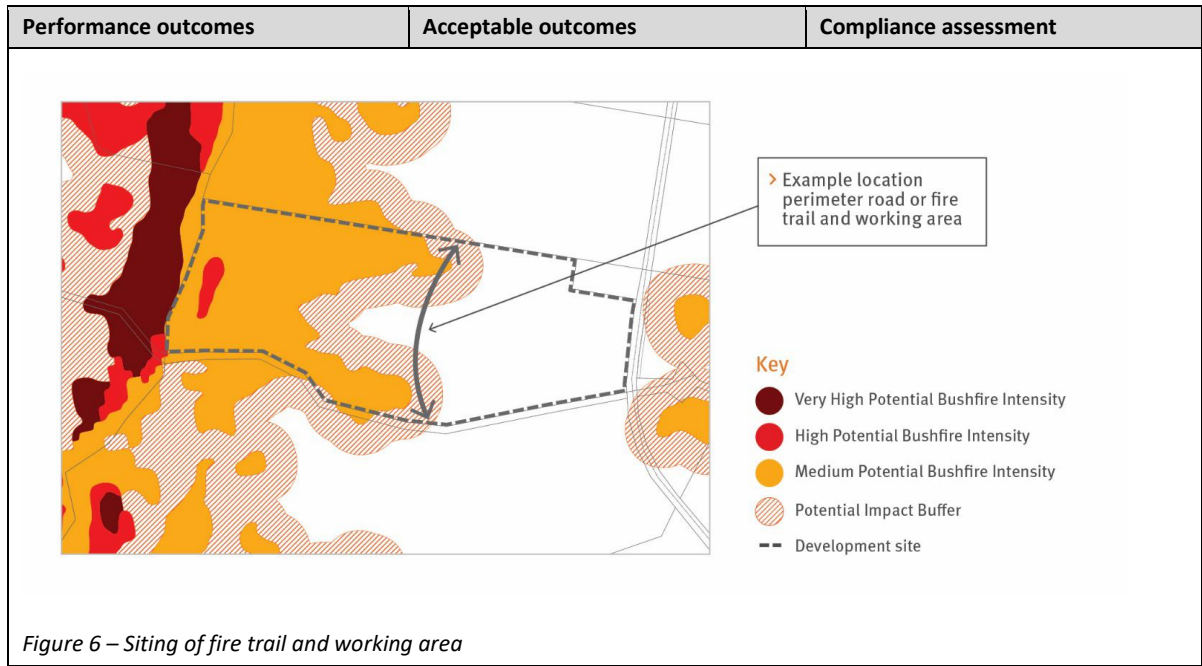 Performance outcomes
Acceptable outcomes
Compliance assessment
> Example location
perimeter road or fire
trail and working area
Key
Very High Potential Bushfire Intensity
High Potential Bushfire Intensity
Medium Potential Bushfire Intensity
Potential Impact Buffer
Development site
Figure 6 – Siting of fire trail and working area